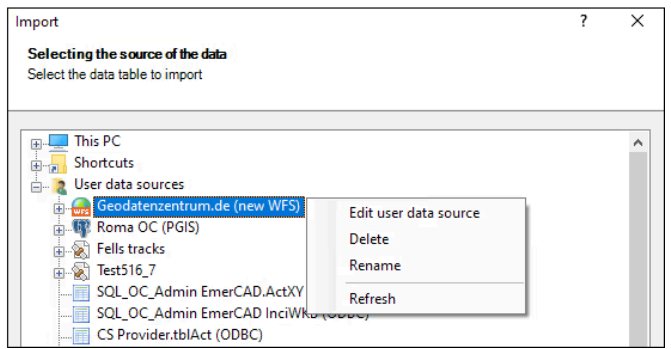 Import
?
Selecting the source of the data
Select the data table to import
This PC
Shortcuts
User data sources
WFS Geodatenzentrum.de (new WFS)
Edit user data source
Roma OC (PGIS)
Delete
Fells tracks
Rename
Test516_7
SQL_OC_Admin EmerCAD.ActXY
Refresh
SQL_OC_Admin EmerCAD InciWKB (ODBC)
CS Provider.tblAct (ODBC)